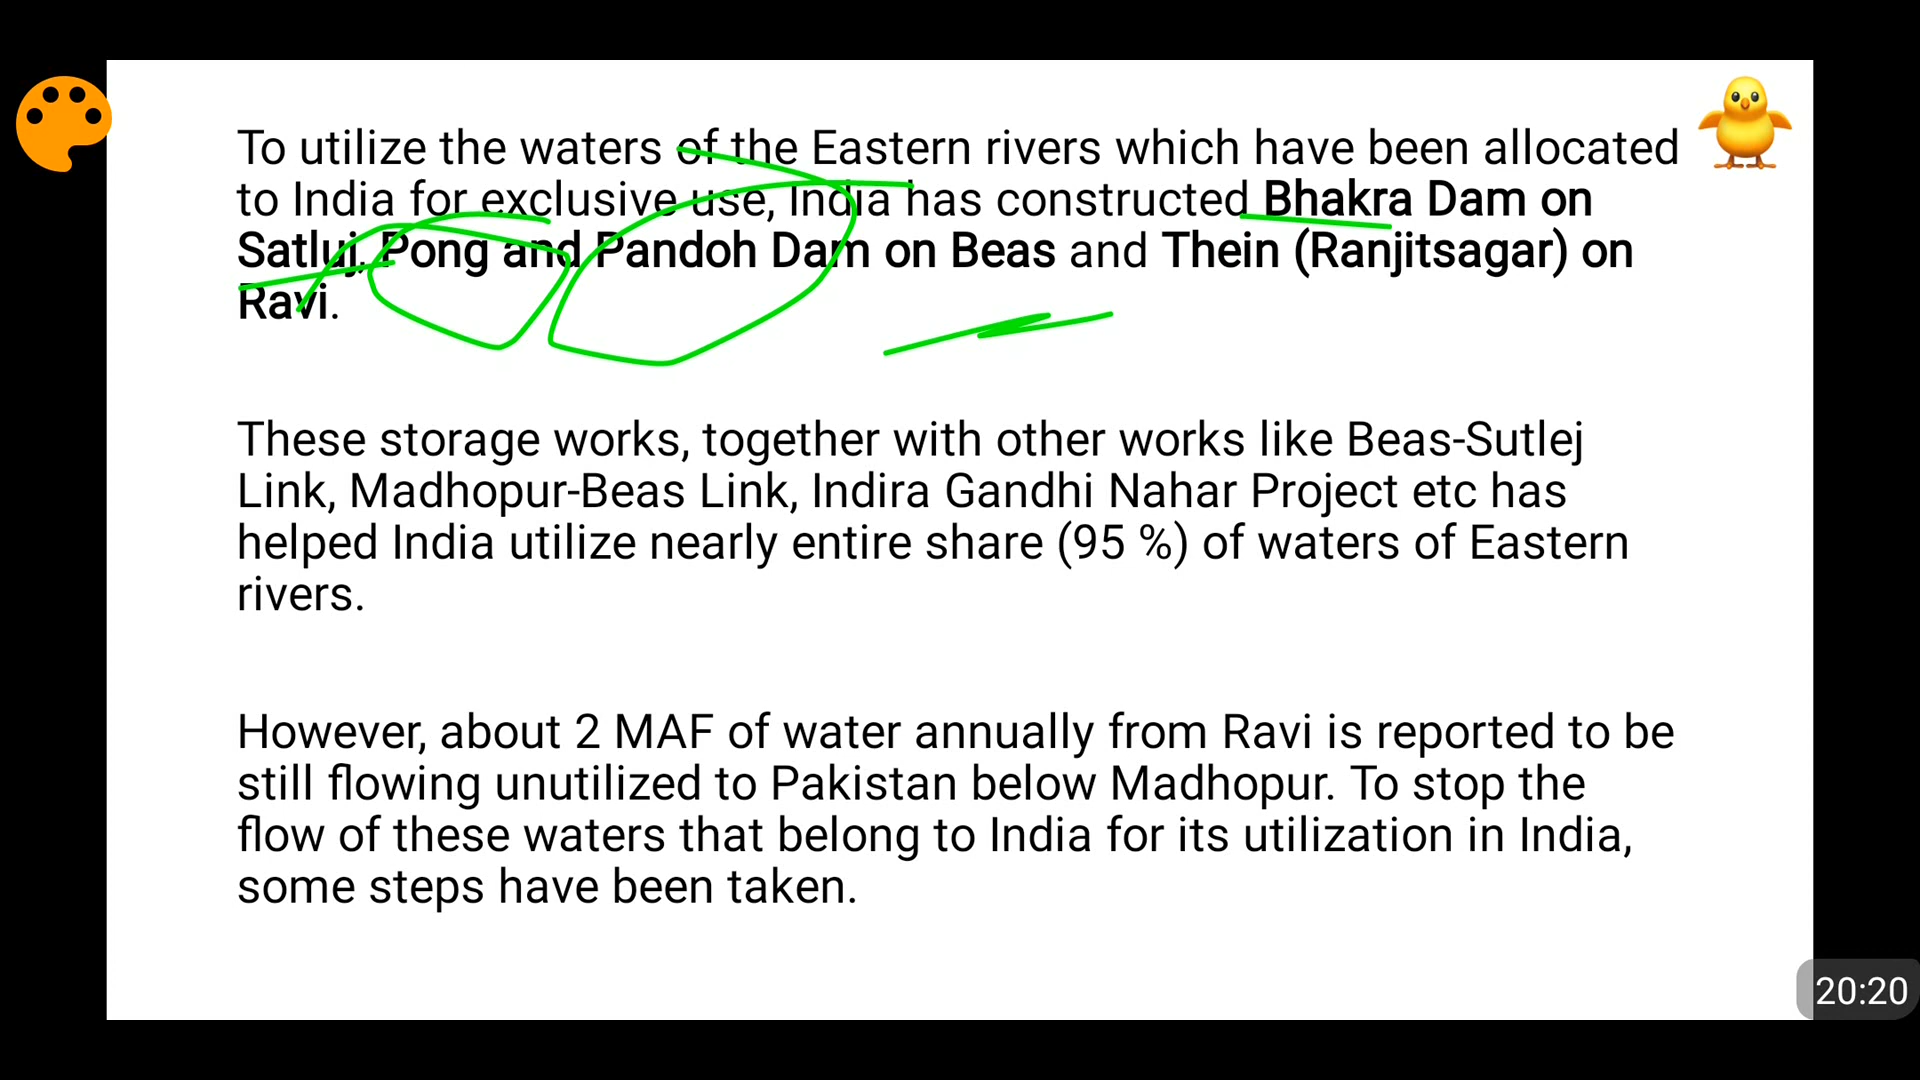 To utilize the waters of the Eastern rivers which have been allocated
to India for exclusive use, India has constructed Bhakra Dam on
Satluj, Pong and Pandoh Dam on Beas and Thein (Ranjitsagar) on
Ravi.
These storage works, together with other works like Beas-Sutlej
Link, Madhopur-Beas Link, Indira Gandhi Nahar Project etc has
helped India utilize nearly entire share (95 %) of waters of Eastern
rivers.
However, about 2 MAF of water annually from Ravi is reported to be
still flowing unutilized to Pakistan below Madhopur. To stop the
flow of these waters that belong to India for its utilization in India,
some steps have been taken.
20:20